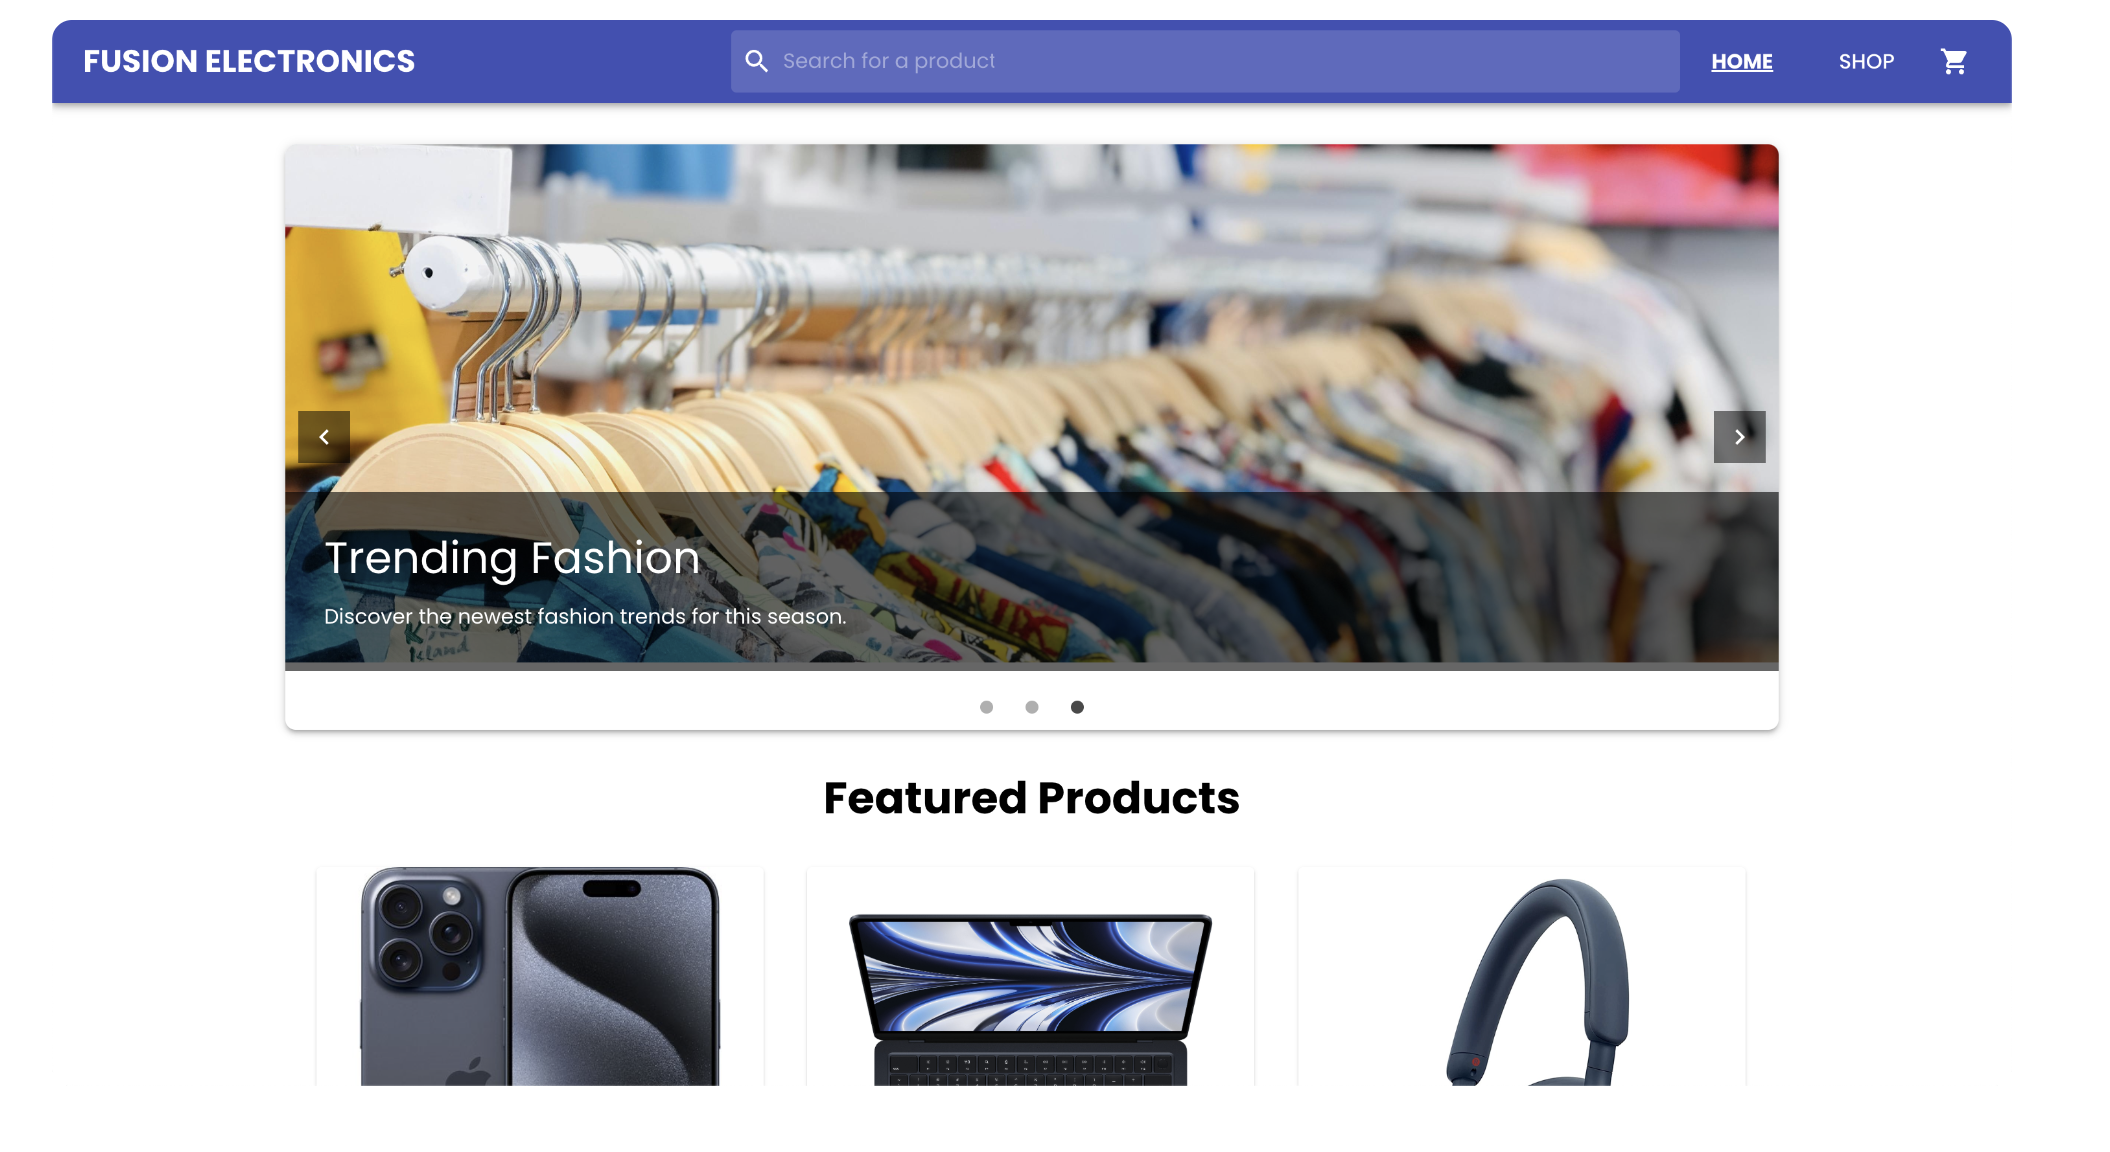 FUSION ELECTRONICS
Search for a product
HOME
SHOP
Trending Fashion
Discover the newest fashion trends for this season.
Featured Products